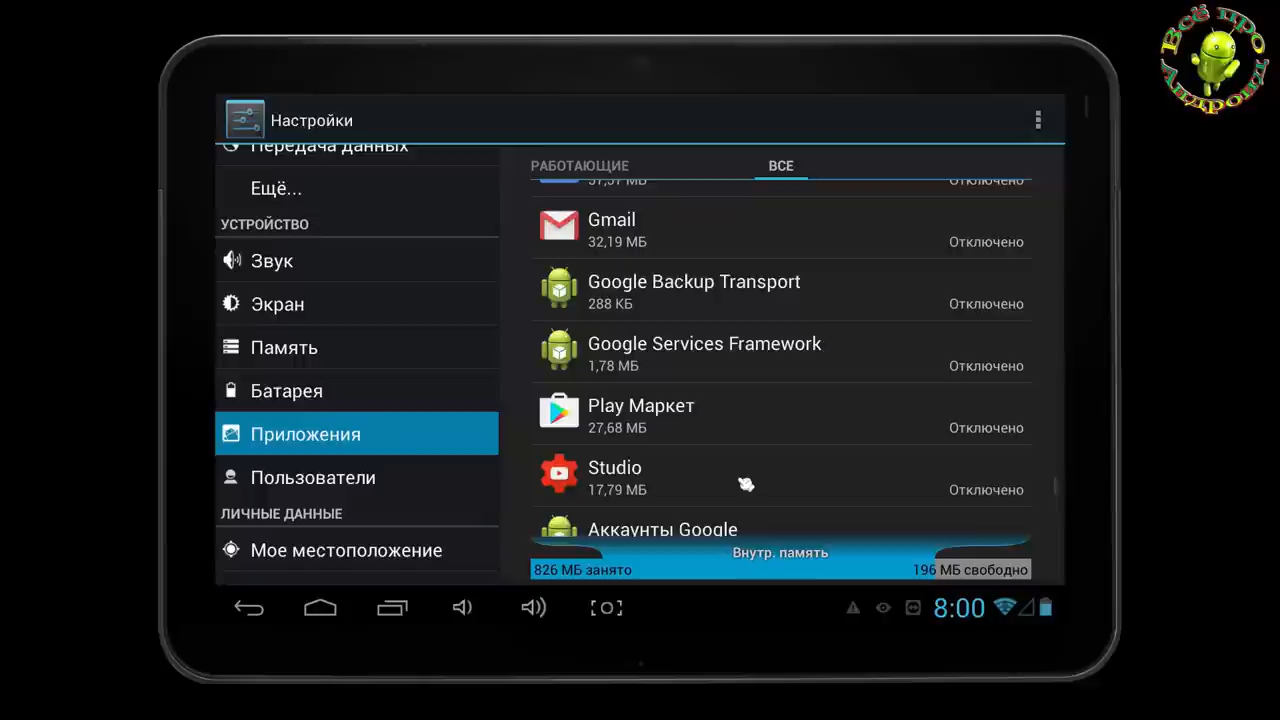 Всё про
Андроид
Настройки
Передача данных
Ещё...
УСТРОЙСТВО
Звук
Экран
Память
Батарея
Приложения
Пользователи
ЛИЧНЫЕ ДАННЫЕ
Мое местоположение
РАБОТАЮЩИЕ
ВСЕ
37,57 МБ
Отключено
Gmail
32,19 МБ
Отключено
Google Backup Transport
288 КБ
Отключено
Google Services Framework
1,78 МБ
Отключено
Play Маркет
27,68 МБ
Отключено
Studio
17,79 МБ
Отключено
Аккаунты Google
Внутр. память
826 МБ занято
196 МБ свободно
8:00